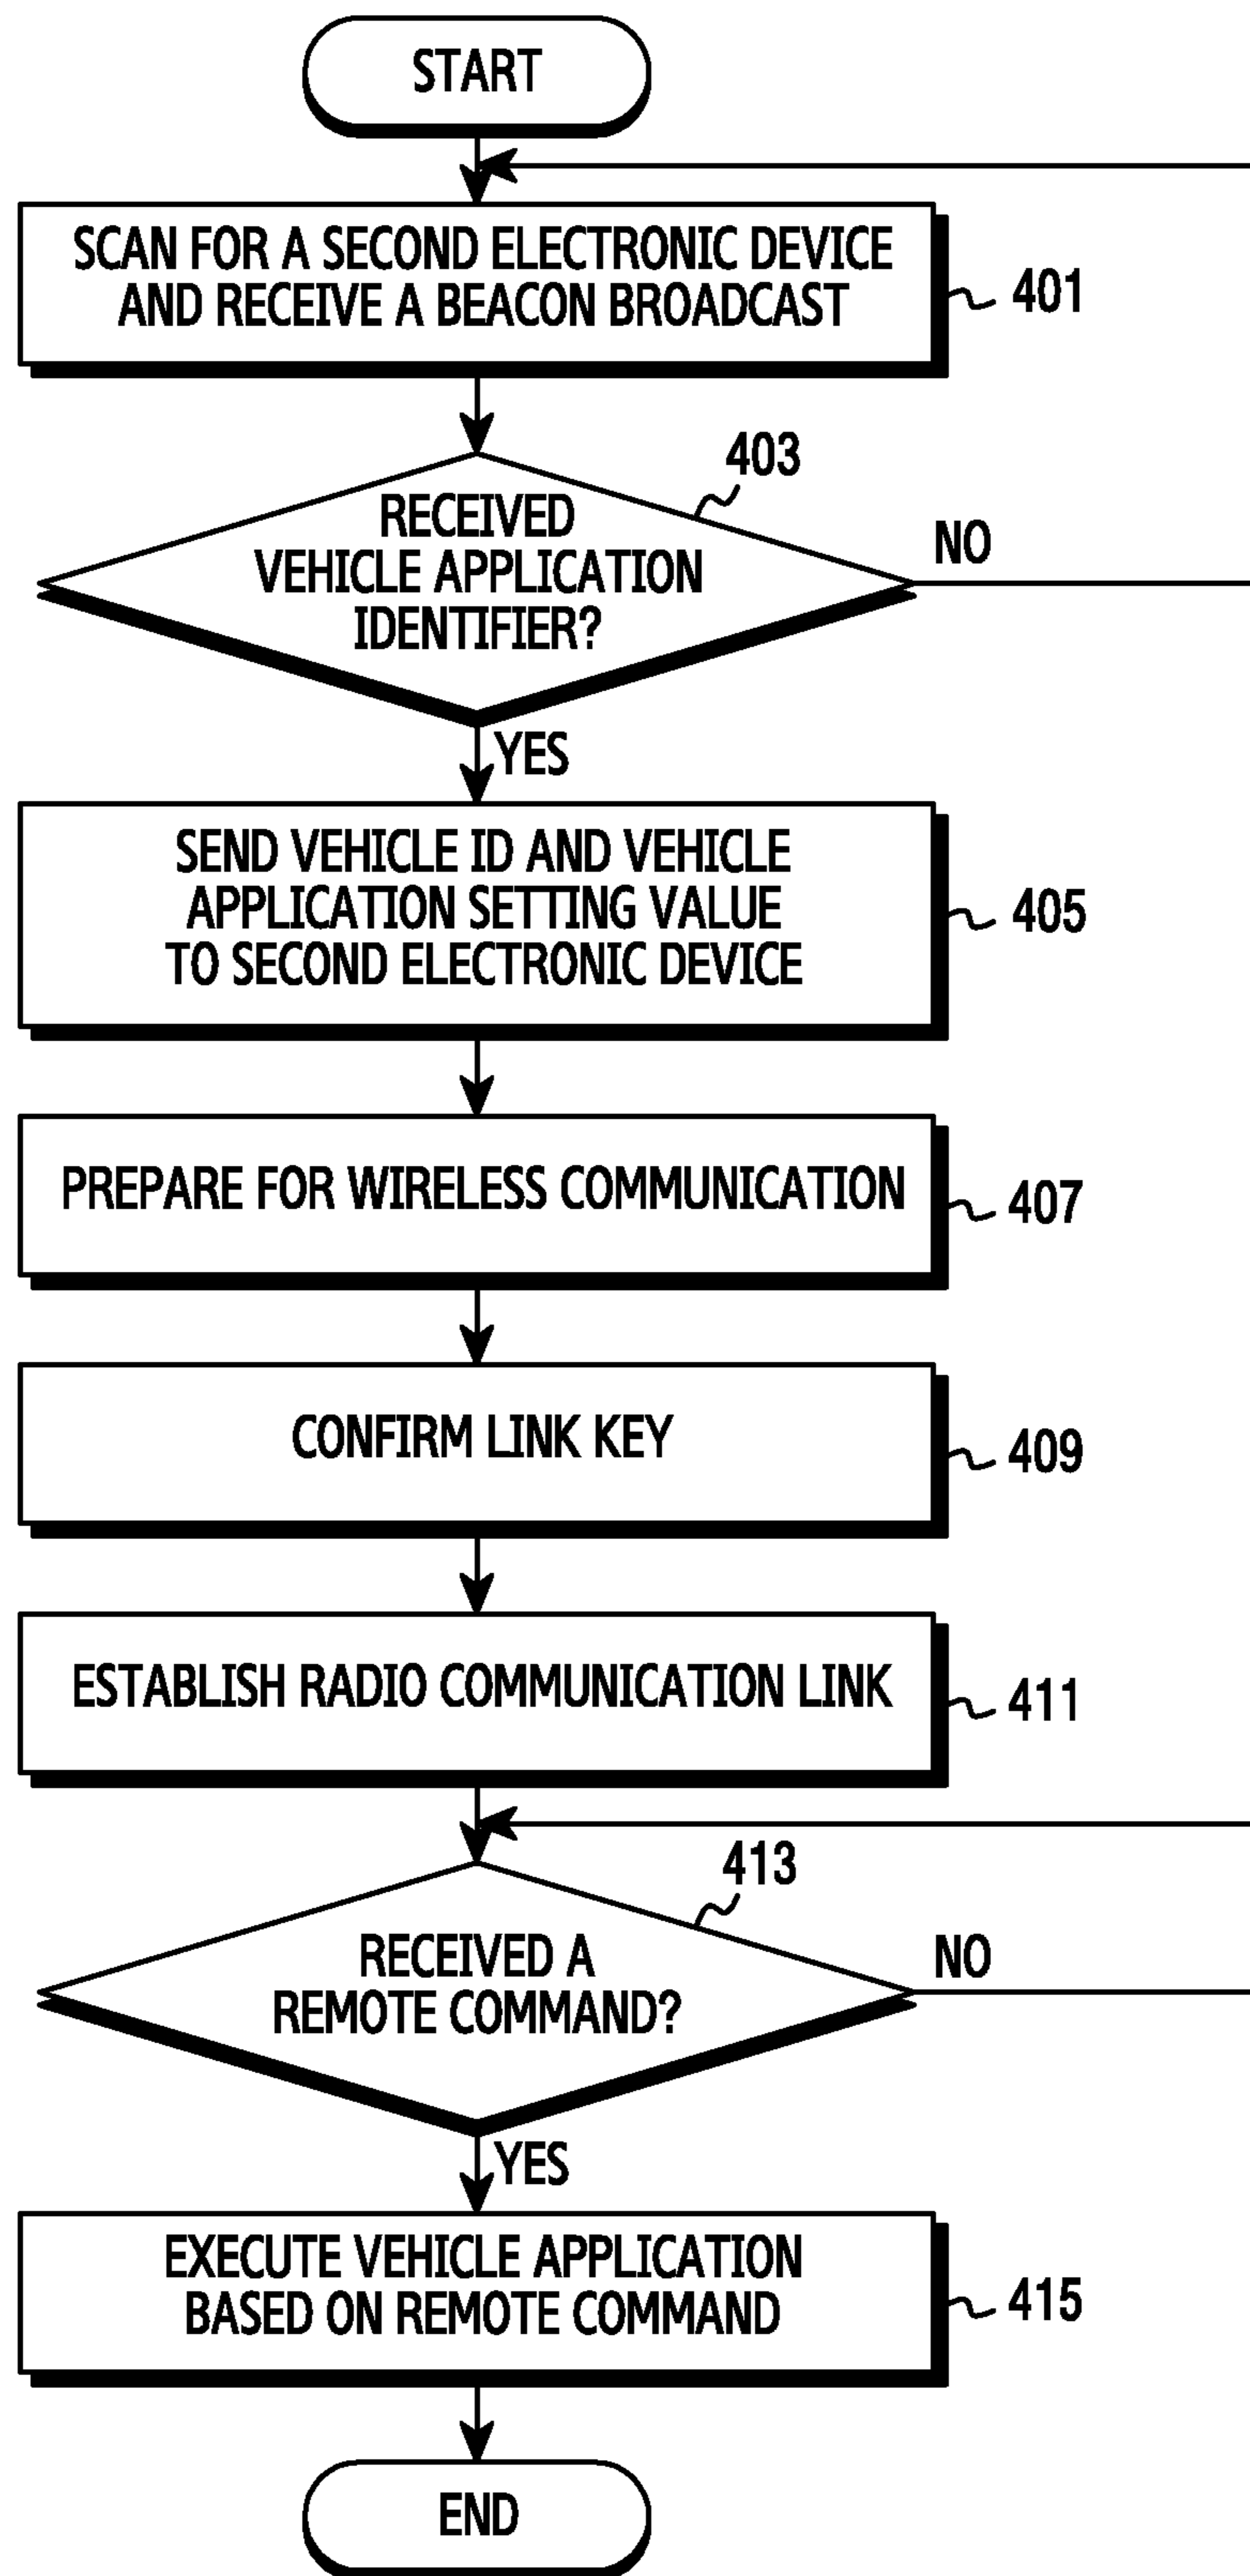 START
SCAN FOR A SECOND ELECTRONIC DEVICE
AND RECEIVE A BEACON BROADCAST
401
403
RECEIVED
VEHICLE APPLICATION
IDENTIFIER?
NO
YES
SEND VEHICLE ID AND VEHICLE
APPLICATION SETTING VALUE
TO SECOND ELECTRONIC DEVICE
405
PREPARE FOR WIRELESS COMMUNICATION
407
CONFIRM LINK KEY
409
ESTABLISH RADIO COMMUNICATION LINK
411
413
RECEIVED A
REMOTE COMMAND?
NO
YES
EXECUTE VEHICLE APPLICATION
BASED ON REMOTE COMMAND
415
END